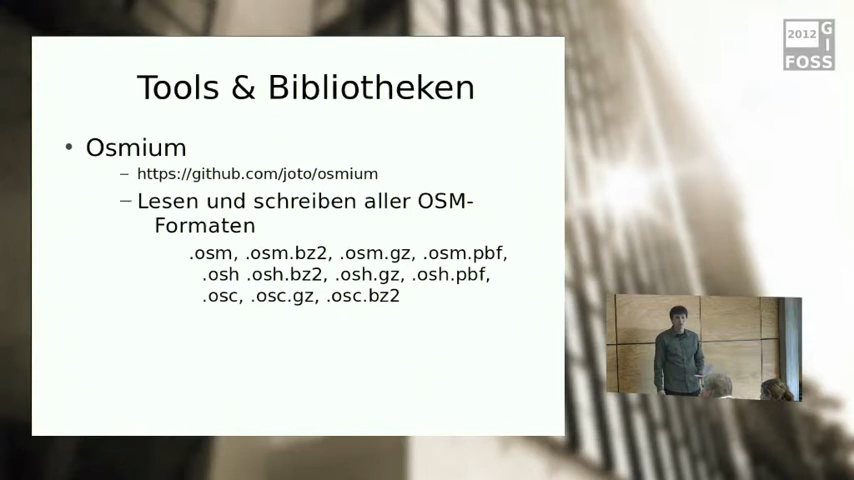 Tools & Bibliotheken
• Osmium
– https://github.com/joto/osmium
– Lesen und schreiben aller OSM-
Formaten
.osm, .osm.bz2, .osm.gz, .osm.pbf,
.osh .osh.bz2, .osh.gz, .osh.pbf,
.osc, .osc.gz, .osc.bz2
2012 GI
FOSS